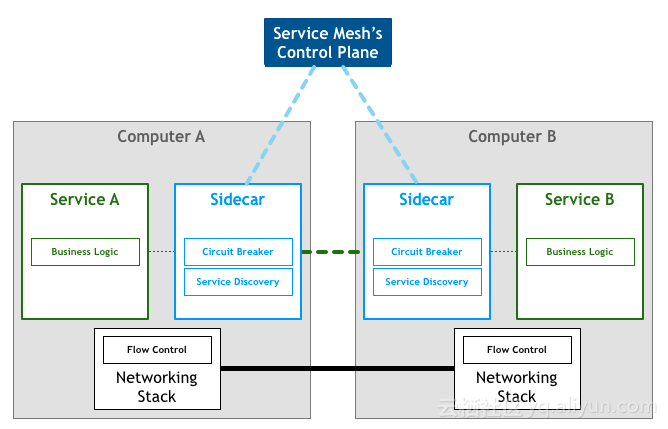 Service Mesh's
Control Plane
Computer A
Computer B
Service A
Sidecar
Sidecar
Service B
Business Logic
Circuit Breaker
Circuit Breaker
Business Logic
Service Discovery
Service Discovery
Flow Control
Flow Control
Networking
Stack
Networking
Stack
云栖社区 yq.aliyun.com